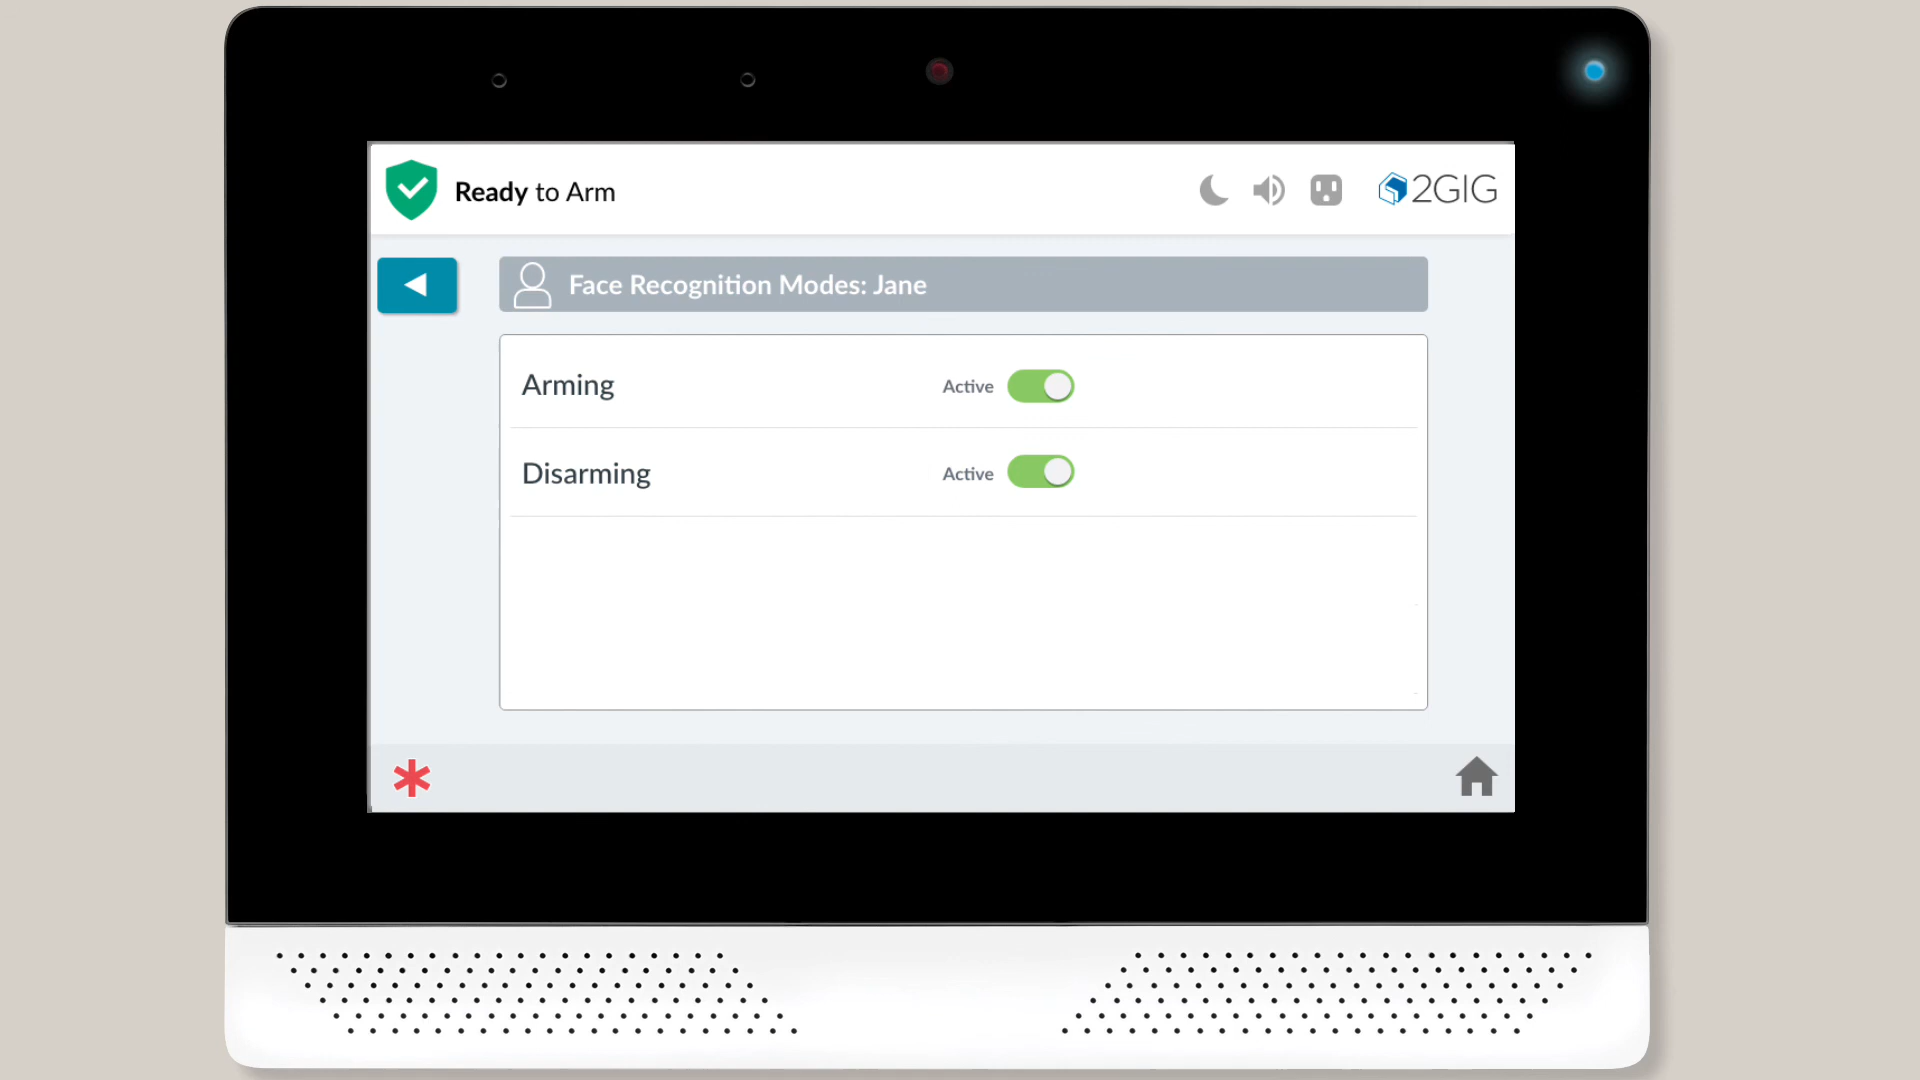 Ready to Arm
2GIG
Face Recognition Modes: Jane
Arming Active
Disarming Active